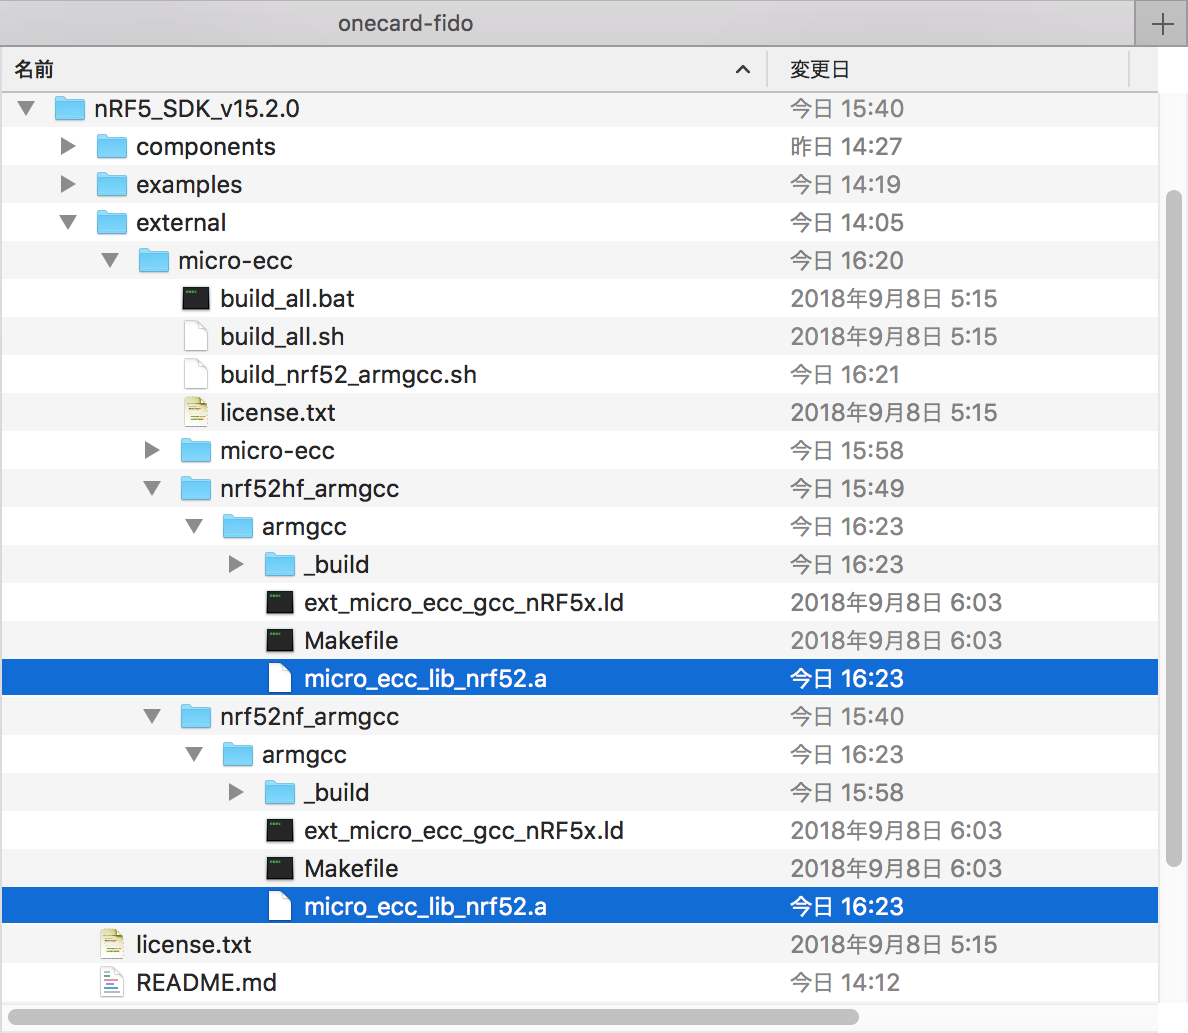 onecard-fido
名前 変更日
nRF5_SDK_v15.2.0 今日 15:40
components 昨日 14:27
examples 今日 14:19
external 今日 14:05
micro-ecc 今日 16:20
build_all.bat 2018年9月8日 5:15
build_all.sh 2018年9月8日 5:15
build_nrf52_armgcc.sh 今日 16:21
license.txt 2018年9月8日 5:15
micro-ecc 今日 15:58
nrf52hf_armgcc 今日 15:49
armgcc 今日 16:23
_build 今日 16:23
ext_micro_ecc_gcc_nRF5x.ld 2018年9月8日 6:03
Makefile 2018年9月8日 6:03
micro_ecc_lib_nrf52.a 今日 16:23
nrf52nf_armgcc 今日 15:40
armgcc 今日 16:23
_build 今日 15:58
ext_micro_ecc_gcc_nRF5x.ld 2018年9月8日 6:03
Makefile 2018年9月8日 6:03
micro_ecc_lib_nrf52.a 今日 16:23
license.txt 2018年9月8日 5:15
README.md 今日 14:12